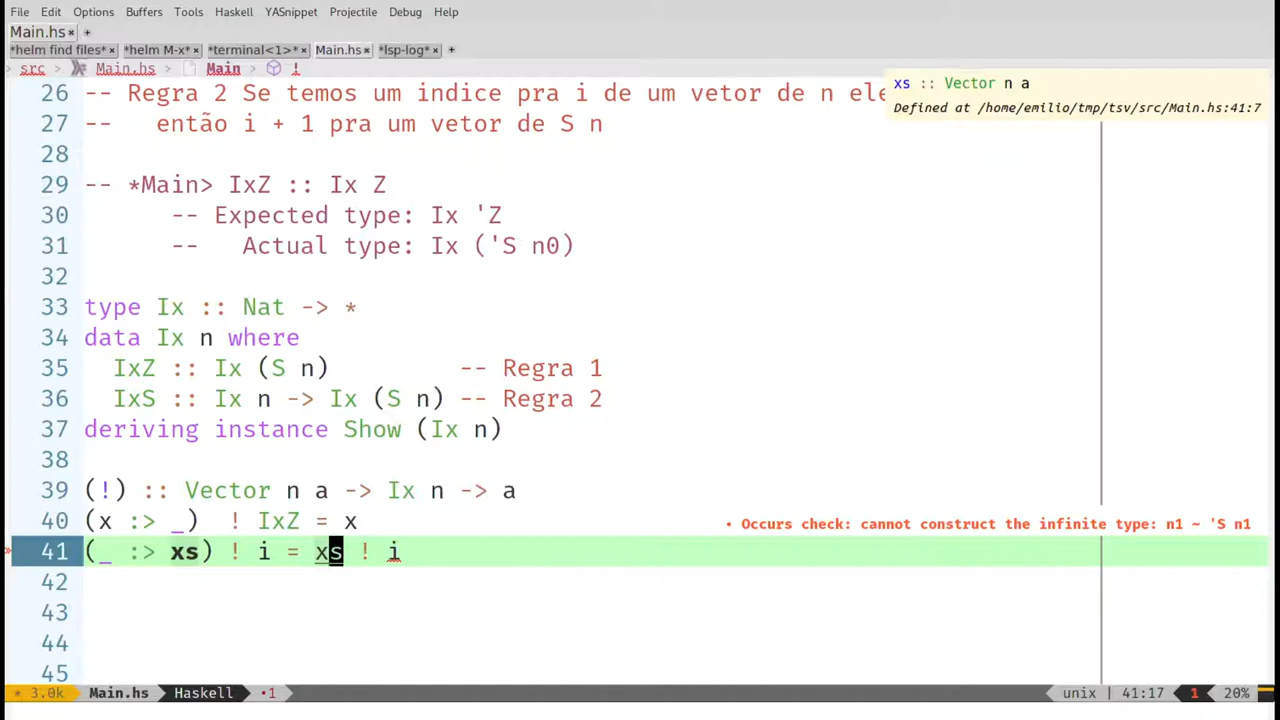 File Edit Options Buffers Tools Haskell YASnippet Projectile Debug Help
Main.hs × +
*helm find files* × *helm M-x* × *terminal<1>* × Main.hs × *lsp-log* × +
src > Main.hs > Main > !
xs :: Vector n a
Defined at /home/emilio/tmp/tsv/src/Main.hs:41:7
26 -- Regra 2 Se temos um indice pra i de um vetor de n ele
27 --   então i + 1 pra um vetor de S n
28
29 -- *Main> IxZ :: Ix Z
30       -- Expected type: Ix 'Z
31       --   Actual type: Ix ('S n0)
32
33 type Ix :: Nat -> *
34 data Ix n where
35   IxZ :: Ix (S n)         -- Regra 1
36   IxS :: Ix n -> Ix (S n) -- Regra 2
37 deriving instance Show (Ix n)
38
39 (!) :: Vector n a -> Ix n -> a
40 (x :> _)  ! IxZ = x
• Occurs check: cannot construct the infinite type: n1 ~ 'S n1
41 (_ :> xs) ! i = xs ! i
42
43
44
45
* 3.0k Main.hs Haskell •1 unix | 41:17 1 20%